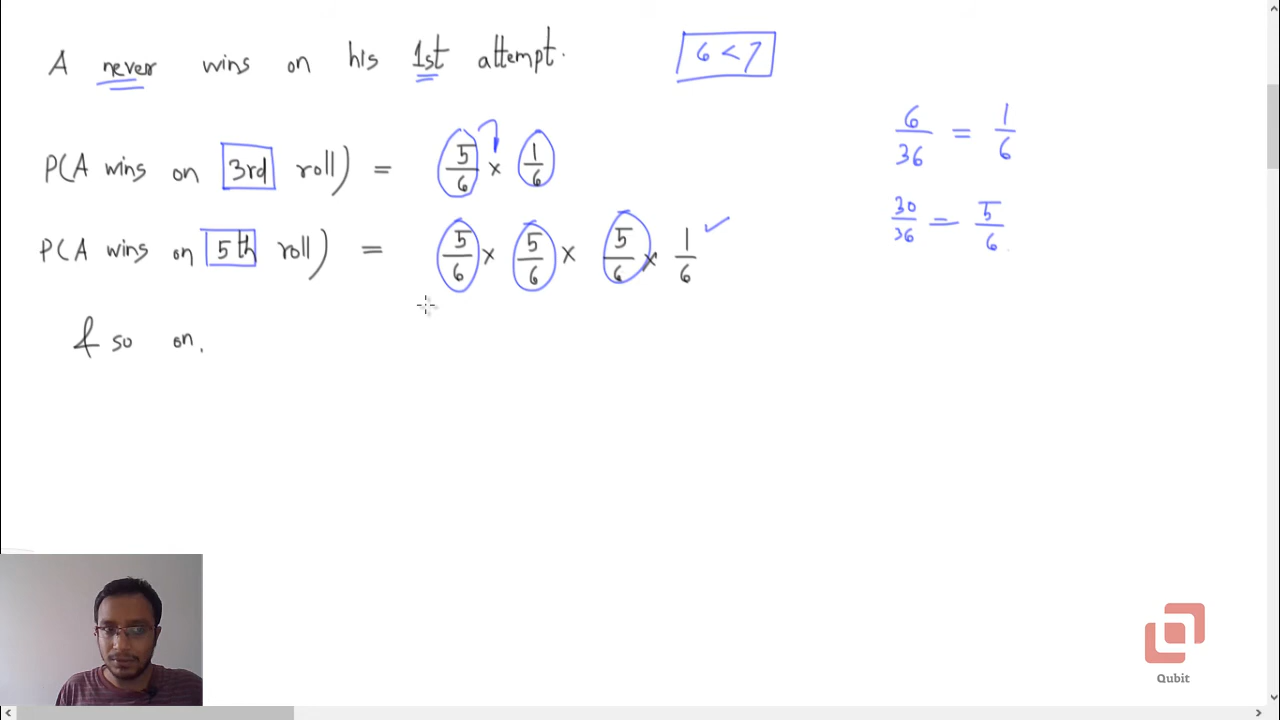 A never wins on his 1st attempt. 6 < 7
6/36 = 1/6
P(A wins on 3rd roll) = 5/6 × 1/6
30/36 = 5/6
P(A wins on 5th roll) = 5/6 × 5/6 × 5/6 × 1/6 ✓
& so on.
Qubit